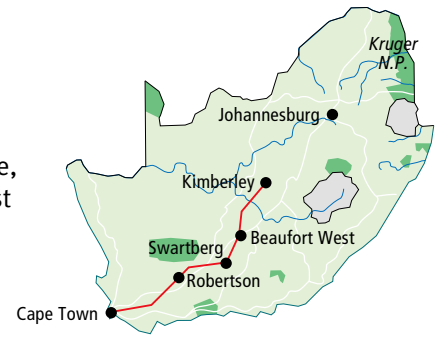 Kruger
N.P.
Johannesburg
e,
st
Kimberley
Swartberg
Beaufort West
Robertson
Cape Town